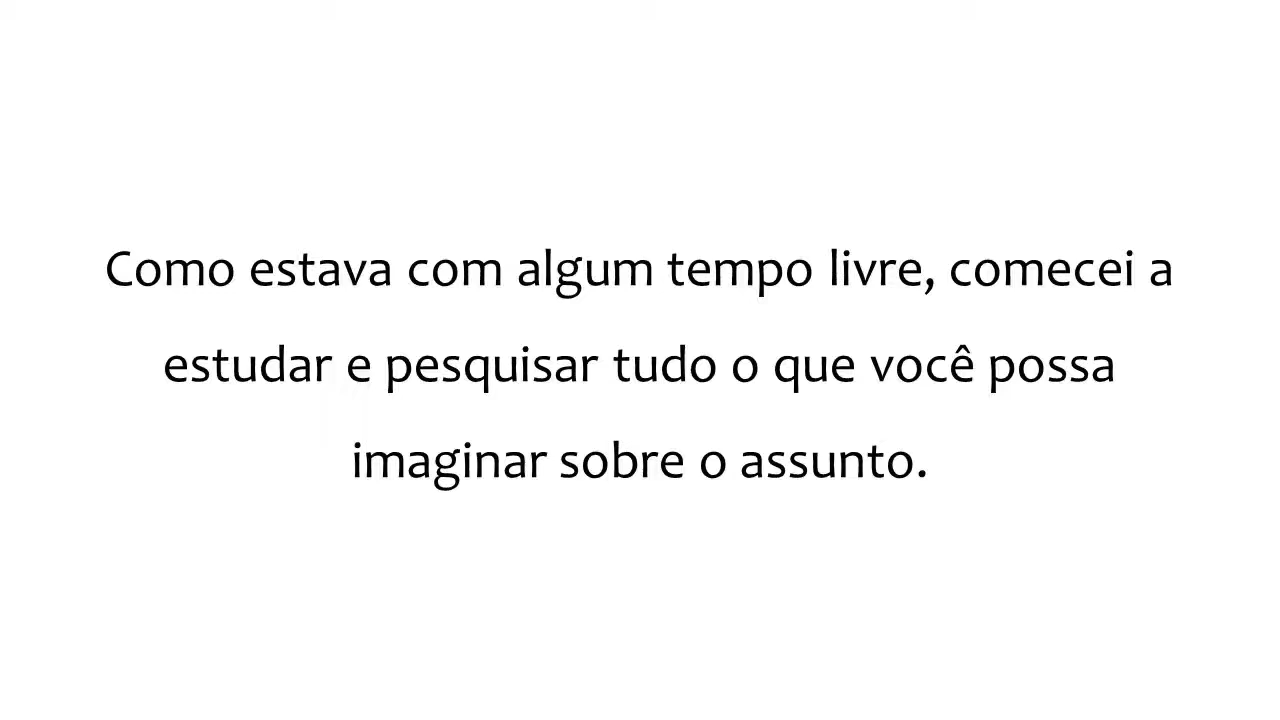 Como estava com algum tempo livre, comecei a
estudar e pesquisar tudo o que você possa
imaginar sobre o assunto.